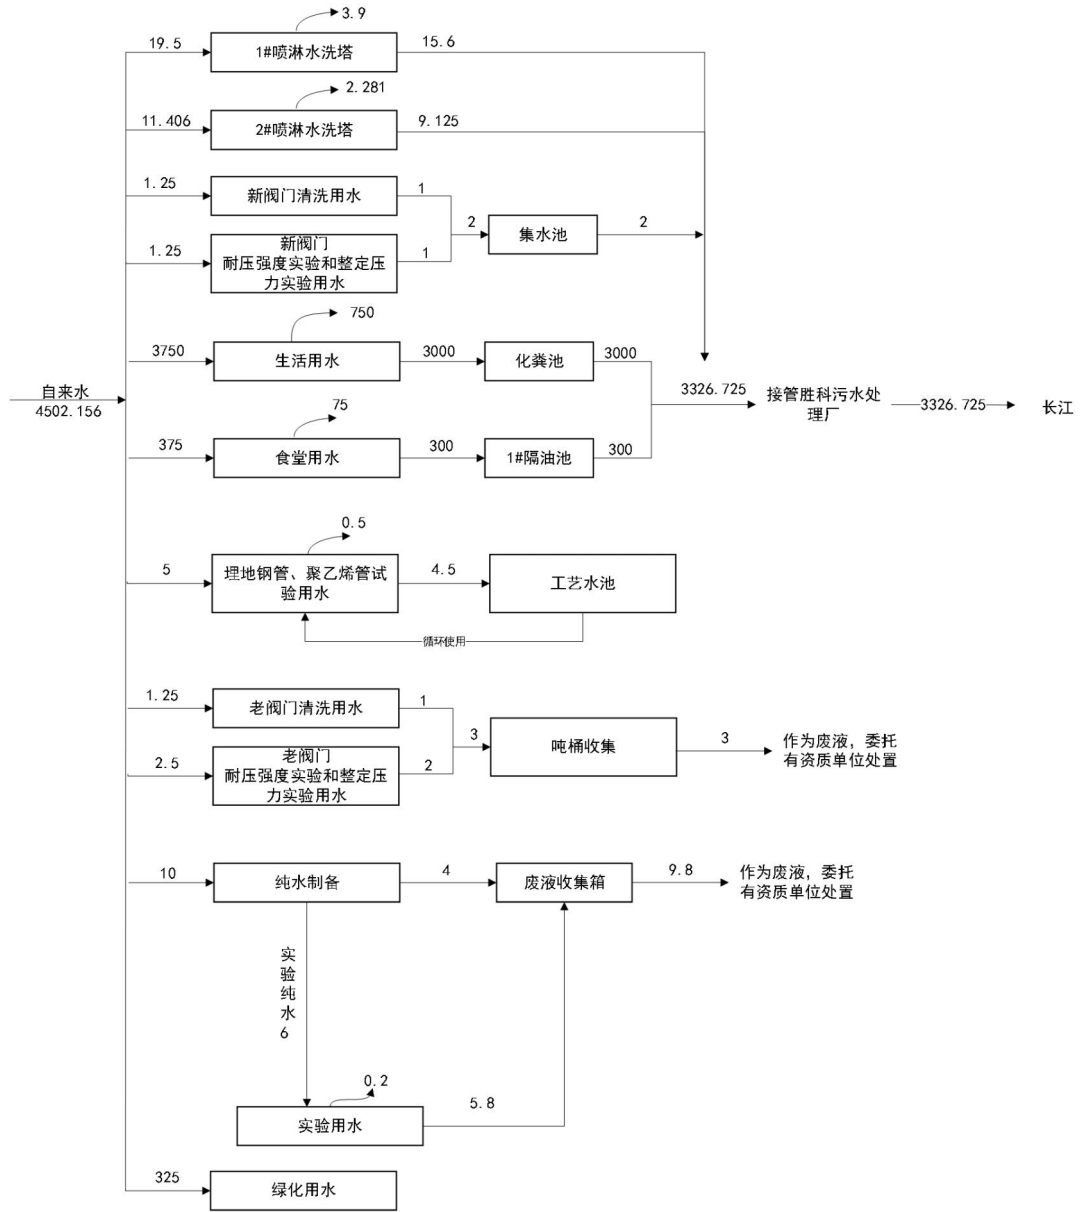 3.9
19.5
1#喷淋水洗塔
15.6
2.281
11.406
2#喷淋水洗塔
9.125
1.25
新阀门清洗用水
1
2
集水池
2
1.25
新阀门
耐压强度实验和整定压
力实验用水
1
750
3750
生活用水
3000
化粪池
3000
自来水
4502.156
3326.725
接管胜科污水处
理厂
3326.725
长江
75
375
食堂用水
300
1#隔油池
300
0.5
5
埋地钢管、聚乙烯管试
验用水
4.5
工艺水池
循环使用
1.25
老阀门清洗用水
1
3
吨桶收集
3
作为废液，委托
有资质单位处置
2.5
老阀门
耐压强度实验和整定压
力实验用水
2
10
纯水制备
4
废液收集箱
9.8
作为废液，委托
有资质单位处置
实
验
纯
水
6
0.2
实验用水
5.8
325
绿化用水